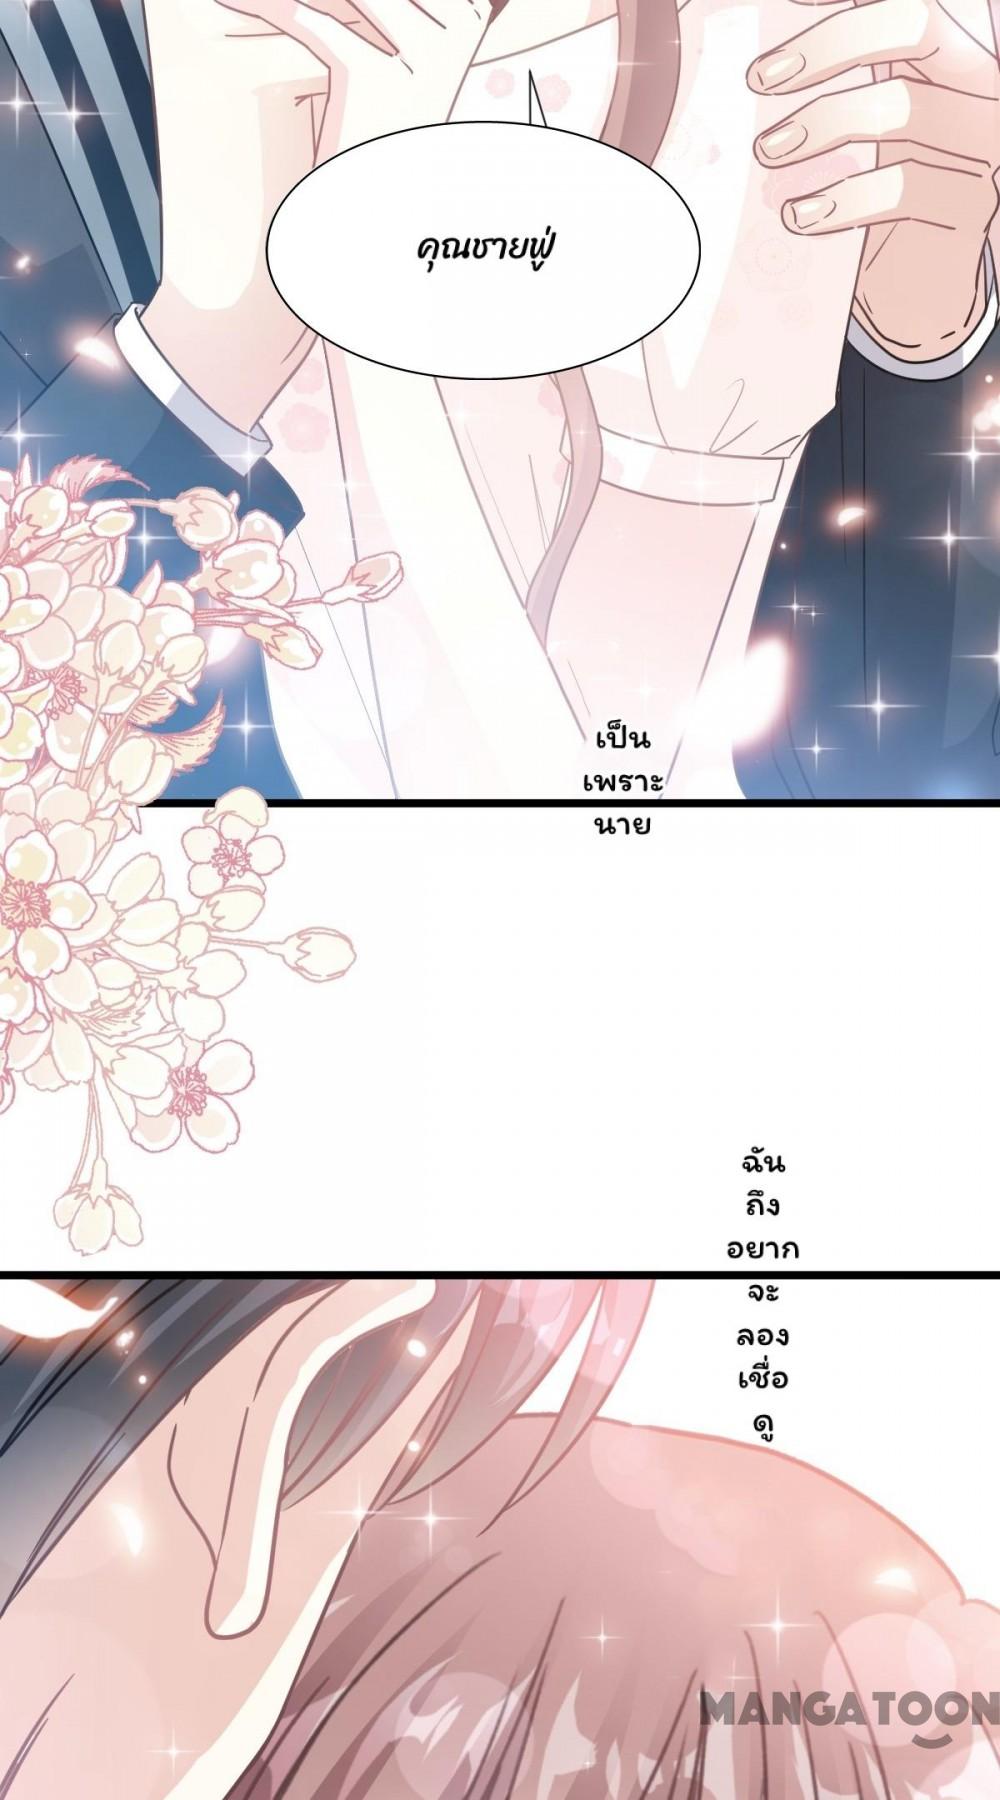 คุณชายฟู่
เป็น
เพราะ
นาย
ฉัน
ถึง
อยาก
จะ
ลอง
เชื่อ
ดู
MANGATOON